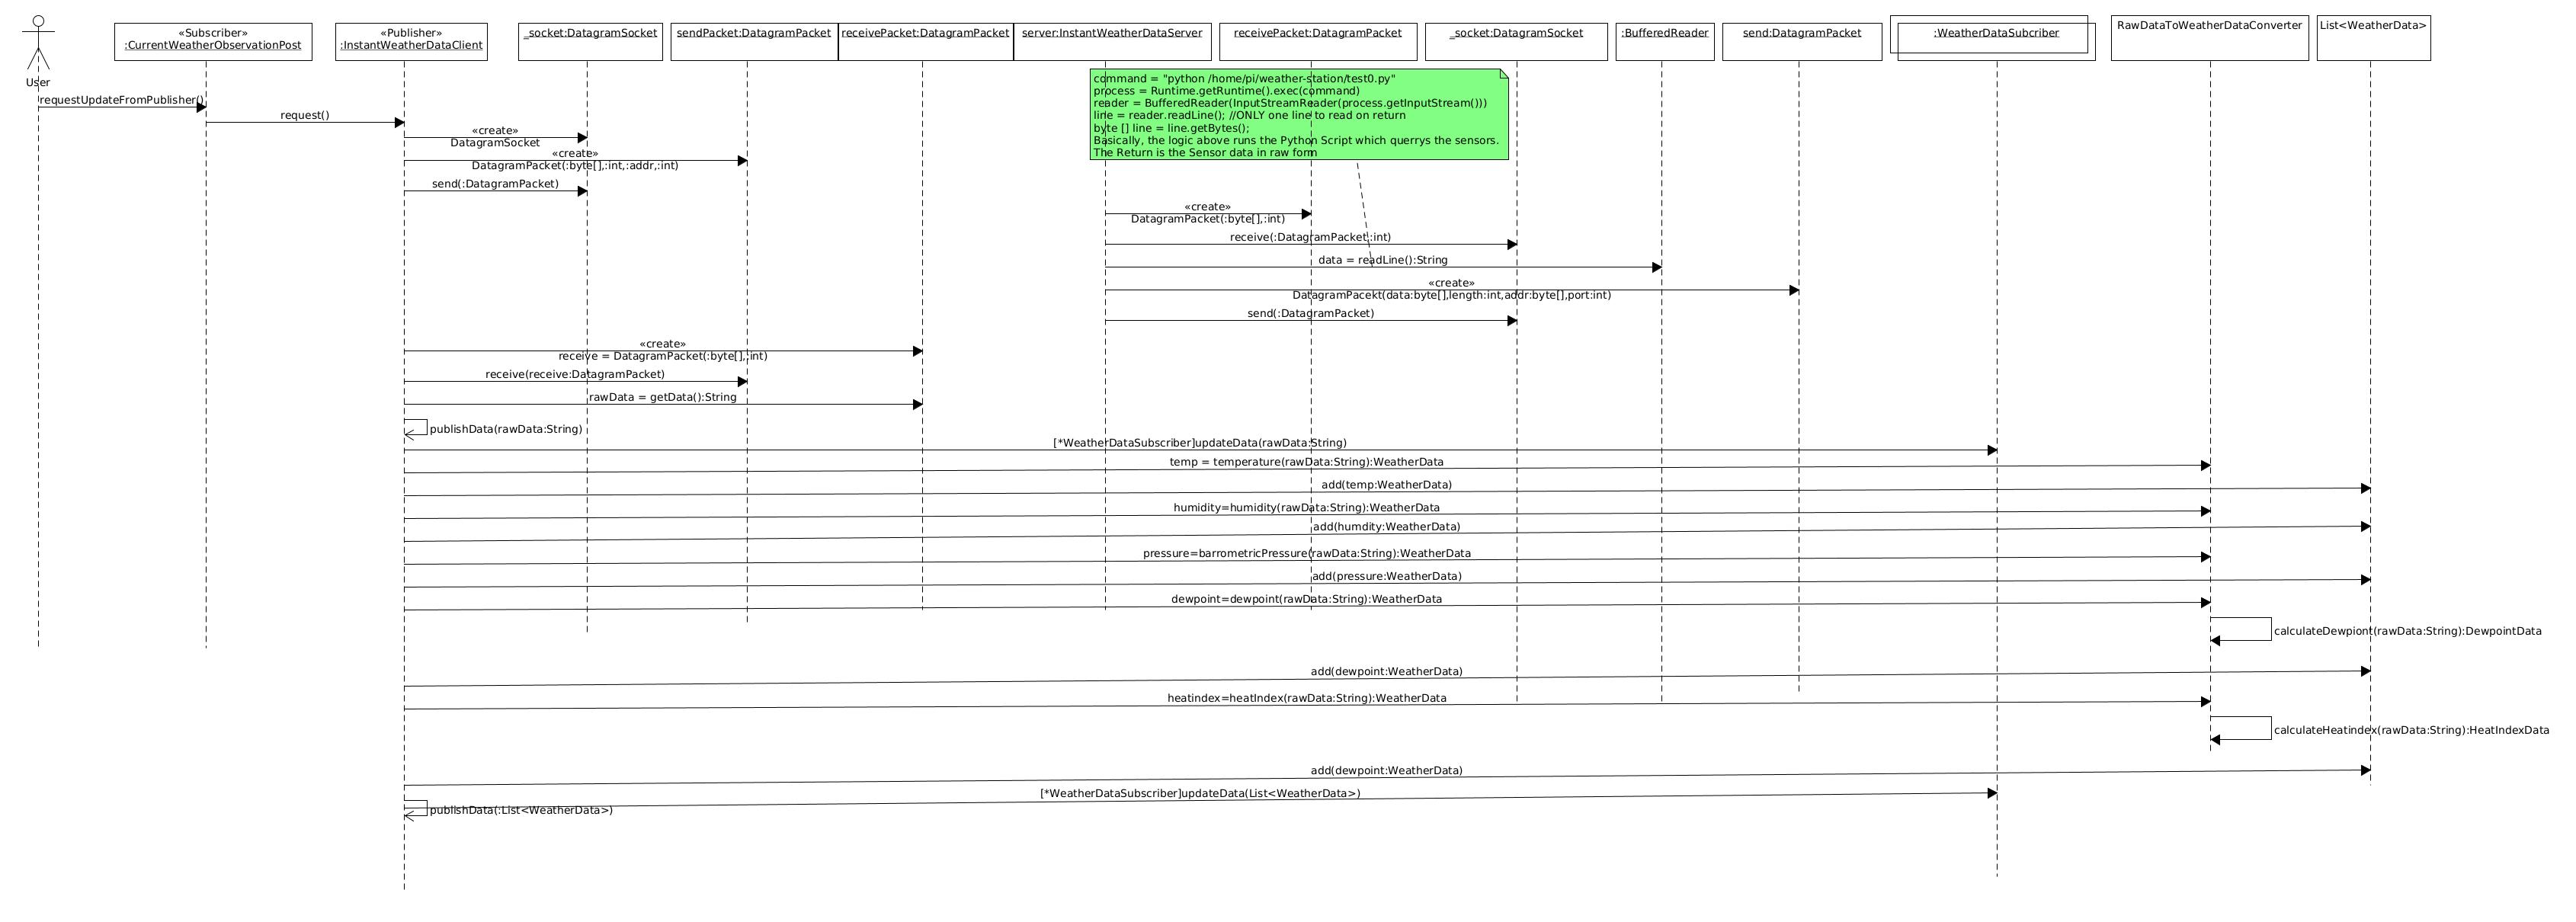 User
«Subscriber»
:CurrentWeatherObservationPost
«Publisher»
:InstantWeatherDataClient
_socket:DatagramSocket
sendPacket:DatagramPacket
receivePacket:DatagramPacket
server:InstantWeatherDataServer
receivePacket:DatagramPacket
_socket:DatagramSocket
:BufferedReader
send:DatagramPacket
:WeatherDataSubcriber
RawDataToWeatherDataConverter
List<WeatherData>
command = "python /home/pi/weather-station/test0.py"
process = Runtime.getRuntime().exec(command)
reader = BufferedReader(InputStreamReader(process.getInputStream()))
line = reader.readLine(); //ONLY one line to read on return
byte [] line = line.getBytes();
Basically, the logic above runs the Python Script which querrys the sensors.
The Return is the Sensor data in raw form
requestUpdateFromPublisher()
request()
«create»
DatagramSocket
«create»
DatagramPacket(:byte[],:int,:addr,:int)
send(:DatagramPacket)
«create»
DatagramPacket(:byte[],:int)
receive(:DatagramPacket,:int)
data = readLine():String
«create»
DatagramPacekt(data:byte[],length:int,addr:byte[],port:int)
send(:DatagramPacket)
«create»
receive = DatagramPacket(:byte[],:int)
receive(receive:DatagramPacket)
rawData = getData():String
publishData(rawData:String)
[*WeatherDataSubscriber]updateData(rawData:String)
temp = temperature(rawData:String):WeatherData
add(temp:WeatherData)
humidity=humidity(rawData:String):WeatherData
add(humdity:WeatherData)
pressure=barrometricPressure(rawData:String):WeatherData
add(pressure:WeatherData)
dewpoint=dewpoint(rawData:String):WeatherData
calculateDewpiont(rawData:String):DewpointData
add(dewpoint:WeatherData)
heatindex=heatIndex(rawData:String):WeatherData
calculateHeatindex(rawData:String):HeatIndexData
add(dewpoint:WeatherData)
[*WeatherDataSubscriber]updateData(List<WeatherData>)
publishData(:List<WeatherData>)